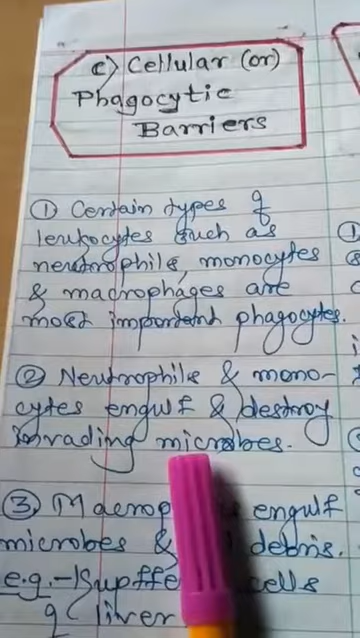 c) Cellular (or)
Phagocytic
Barriers
① Certain types of
leukocytes such as
neutrophils, monocytes
& macrophages are
most important phagocytes.
② Neutrophils & mono-
cytes engulf & destroy
invading microbes.
③ Macrop engulf
microbes & debris.
e.g.- Kupffe cells
of liver